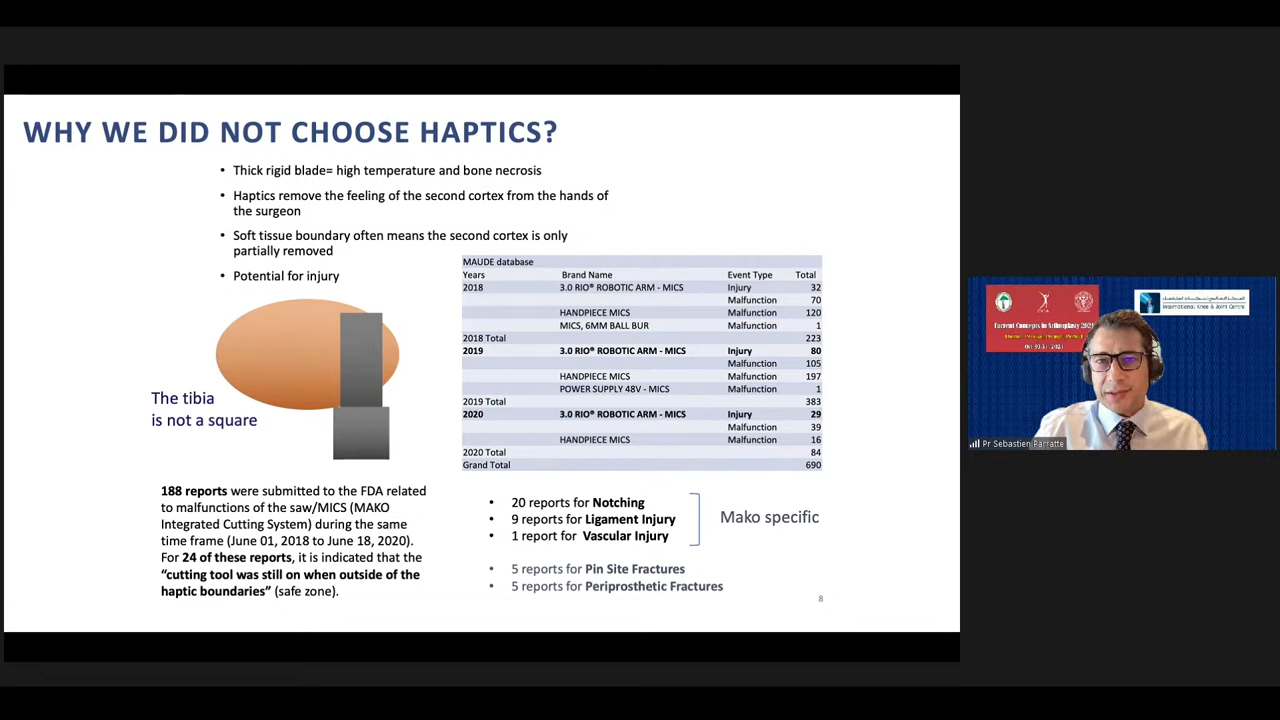 WHY WE DID NOT CHOOSE HAPTICS?
• Thick rigid blade= high temperature and bone necrosis
• Haptics remove the feeling of the second cortex from the hands of
the surgeon
• Soft tissue boundary often means the second cortex is only
partially removed
• Potential for injury
The tibia
is not a square
MAUDE database
Years Brand Name Event Type Total
2018 3.0 RIO® ROBOTIC ARM - MICS Injury 32
Malfunction 70
HANDPIECE MICS Malfunction 120
MICS, 6MM BALL BUR Malfunction 1
2018 Total 223
2019 3.0 RIO® ROBOTIC ARM - MICS Injury 80
Malfunction 105
HANDPIECE MICS Malfunction 197
POWER SUPPLY 48V - MICS Malfunction 1
2019 Total 383
2020 3.0 RIO® ROBOTIC ARM - MICS Injury 29
Malfunction 39
HANDPIECE MICS Malfunction 16
2020 Total 84
Grand Total 690
188 reports were submitted to the FDA related
to malfunctions of the saw/MICS (MAKO
Integrated Cutting System) during the same
time frame (June 01, 2018 to June 18, 2020).
For 24 of these reports, it is indicated that the
“cutting tool was still on when outside of the
haptic boundaries” (safe zone).
• 20 reports for Notching
• 9 reports for Ligament Injury
• 1 report for Vascular Injury
Mako specific
• 5 reports for Pin Site Fractures
• 5 reports for Periprosthetic Fractures
8
Current Concepts in Arthroplasty 2021
International Knee & Joint Centre
Pr Sebastien Parratte